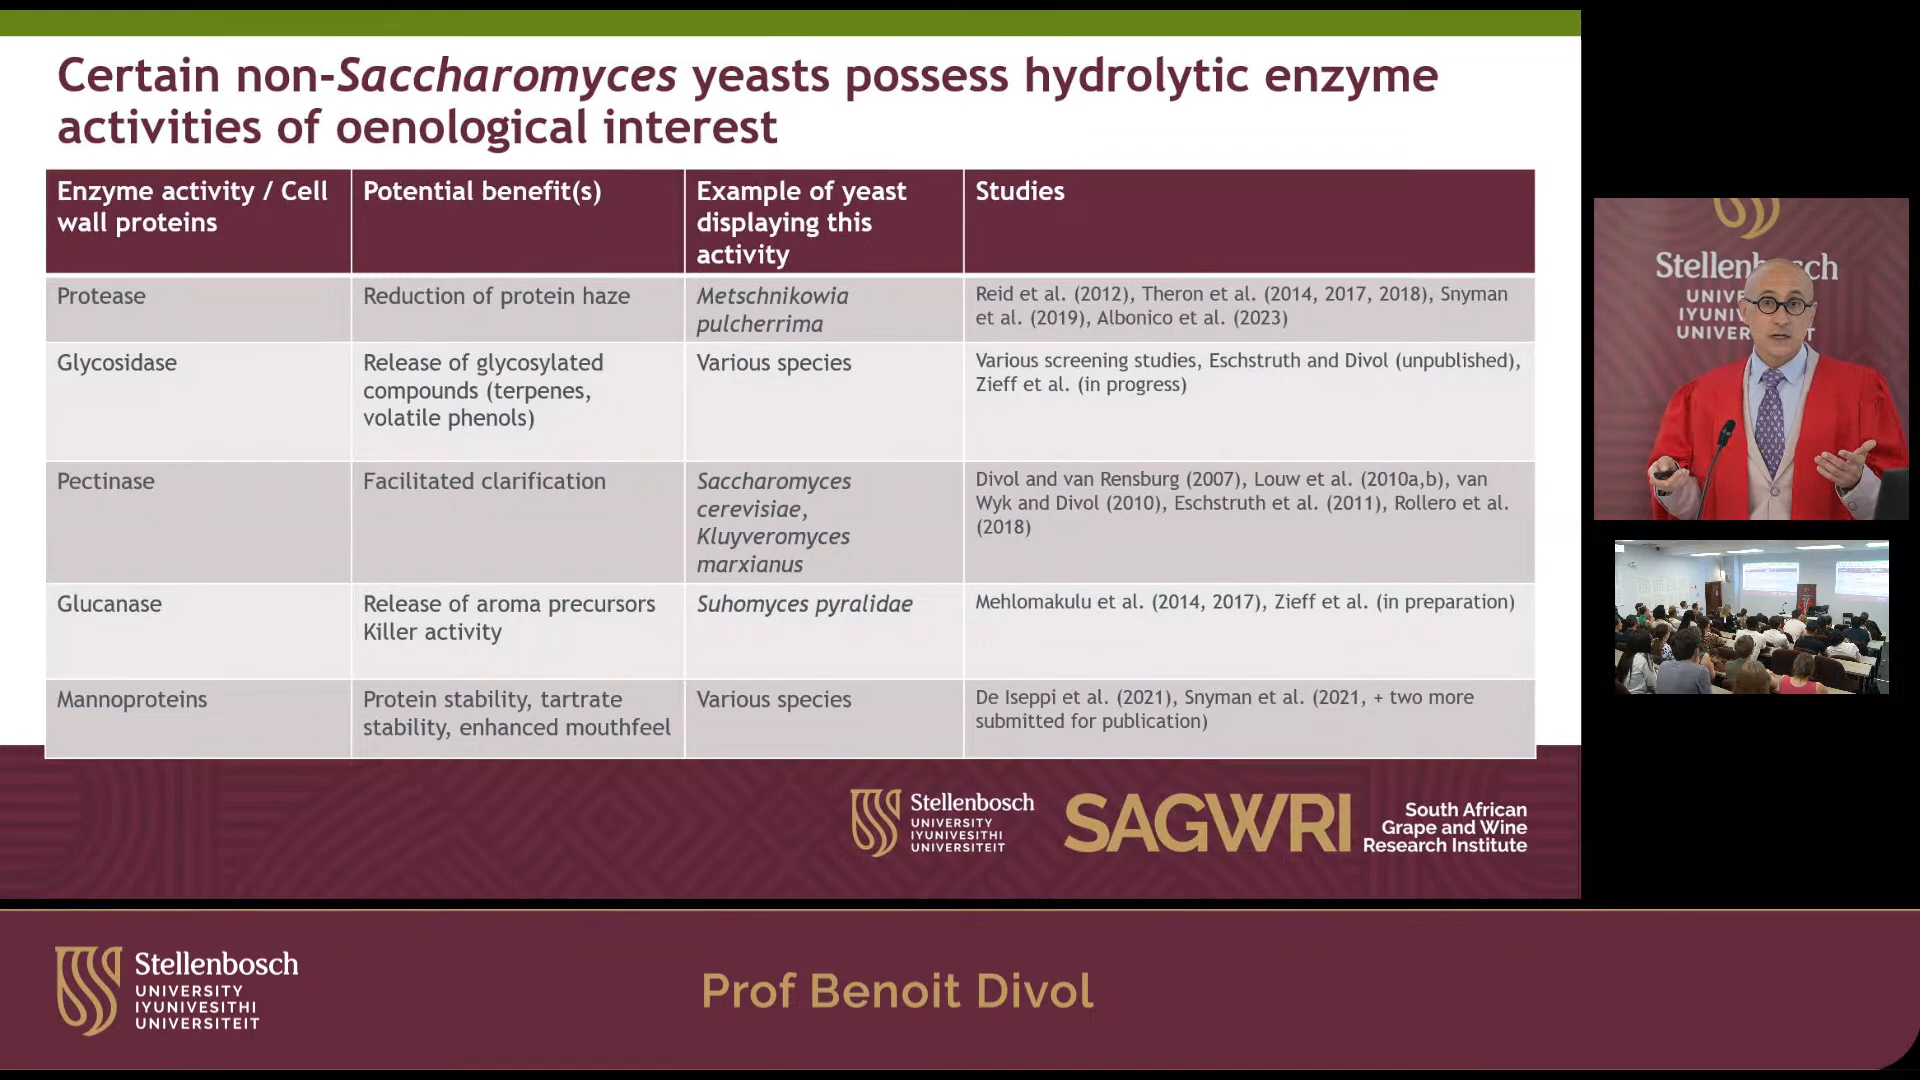 Certain non-Saccharomyces yeasts possess hydrolytic enzyme
activities of oenological interest
Enzyme activity / Cell
wall proteins
Potential benefit(s)
Example of yeast
displaying this
activity
Studies
Protease
Reduction of protein haze
Metschnikowia
pulcherrima
Reid et al. (2012), Theron et al. (2014, 2017, 2018), Snyman
et al. (2019), Albonico et al. (2023)
Glycosidase
Release of glycosylated
compounds (terpenes,
volatile phenols)
Various species
Various screening studies, Eschstruth and Divol (unpublished),
Zieff et al. (in progress)
Pectinase
Facilitated clarification
Saccharomyces
cerevisiae,
Kluyveromyces
marxianus
Divol and van Rensburg (2007), Louw et al. (2010a,b), van
Wyk and Divol (2010), Eschstruth et al. (2011), Rollero et al.
(2018)
Glucanase
Release of aroma precursors
Killer activity
Suhomyces pyralidae
Mehlomakulu et al. (2014, 2017), Zieff et al. (in preparation)
Mannoproteins
Protein stability, tartrate
stability, enhanced mouthfeel
Various species
De Iseppi et al. (2021), Snyman et al. (2021, + two more
submitted for publication)
Stellenbosch
UNIVERSITY
IYUNIVESITHI
UNIVERSITEIT
SAGWRI
South African
Grape and Wine
Research Institute
Stellenbosch
UNIVERSITY
IYUNIVESITHI
UNIVERSITEIT
Prof Benoit Divol